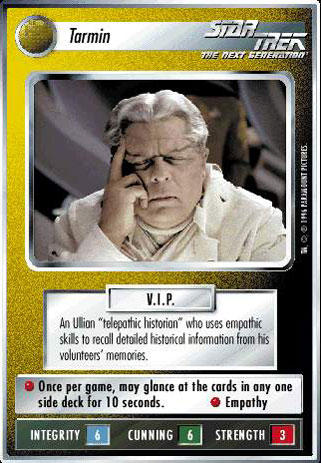 Tarmin
STAR TREK
THE NEXT GENERATION
TM & © 1996 PARAMOUNT PICTURES.
V.I.P.
An Ullian "telepathic historian" who uses empathic
skills to recall detailed historical information from his
volunteers' memories.
Once per game, may glance at the cards in any one
side deck for 10 seconds. Empathy
INTEGRITY 6 CUNNING 6 STRENGTH 3